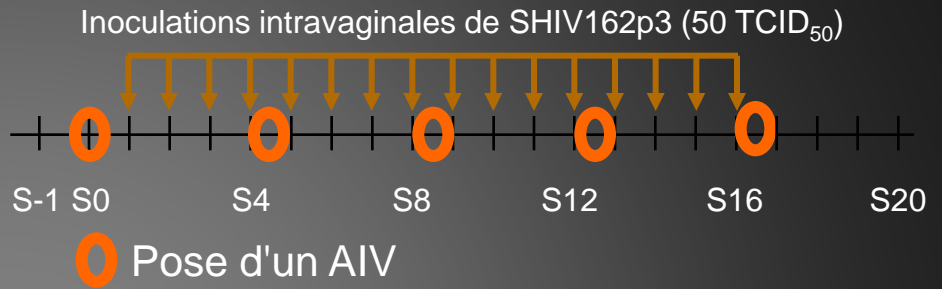 Inoculations intravaginales de SHIV162p3 (50 TCID₅₀)
S-1 S0 S4 S8 S12 S16 S20
Pose d'un AIV